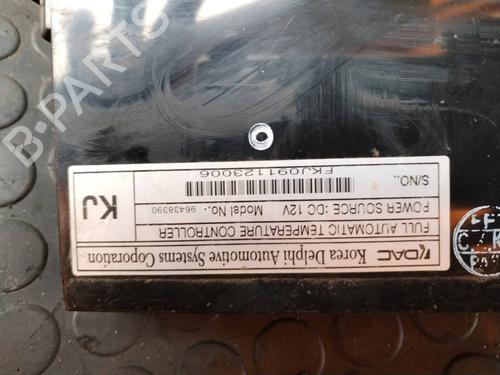 KDAC Korea Delphi Automotive Systems Coporation
FULL AUTOMATIC TEMPERATURE CONTROLLER
POWER SOURCE :DC 12V Model No,. 96438390
S/NO,.
FKJ091123006
KJ
B-PARTS